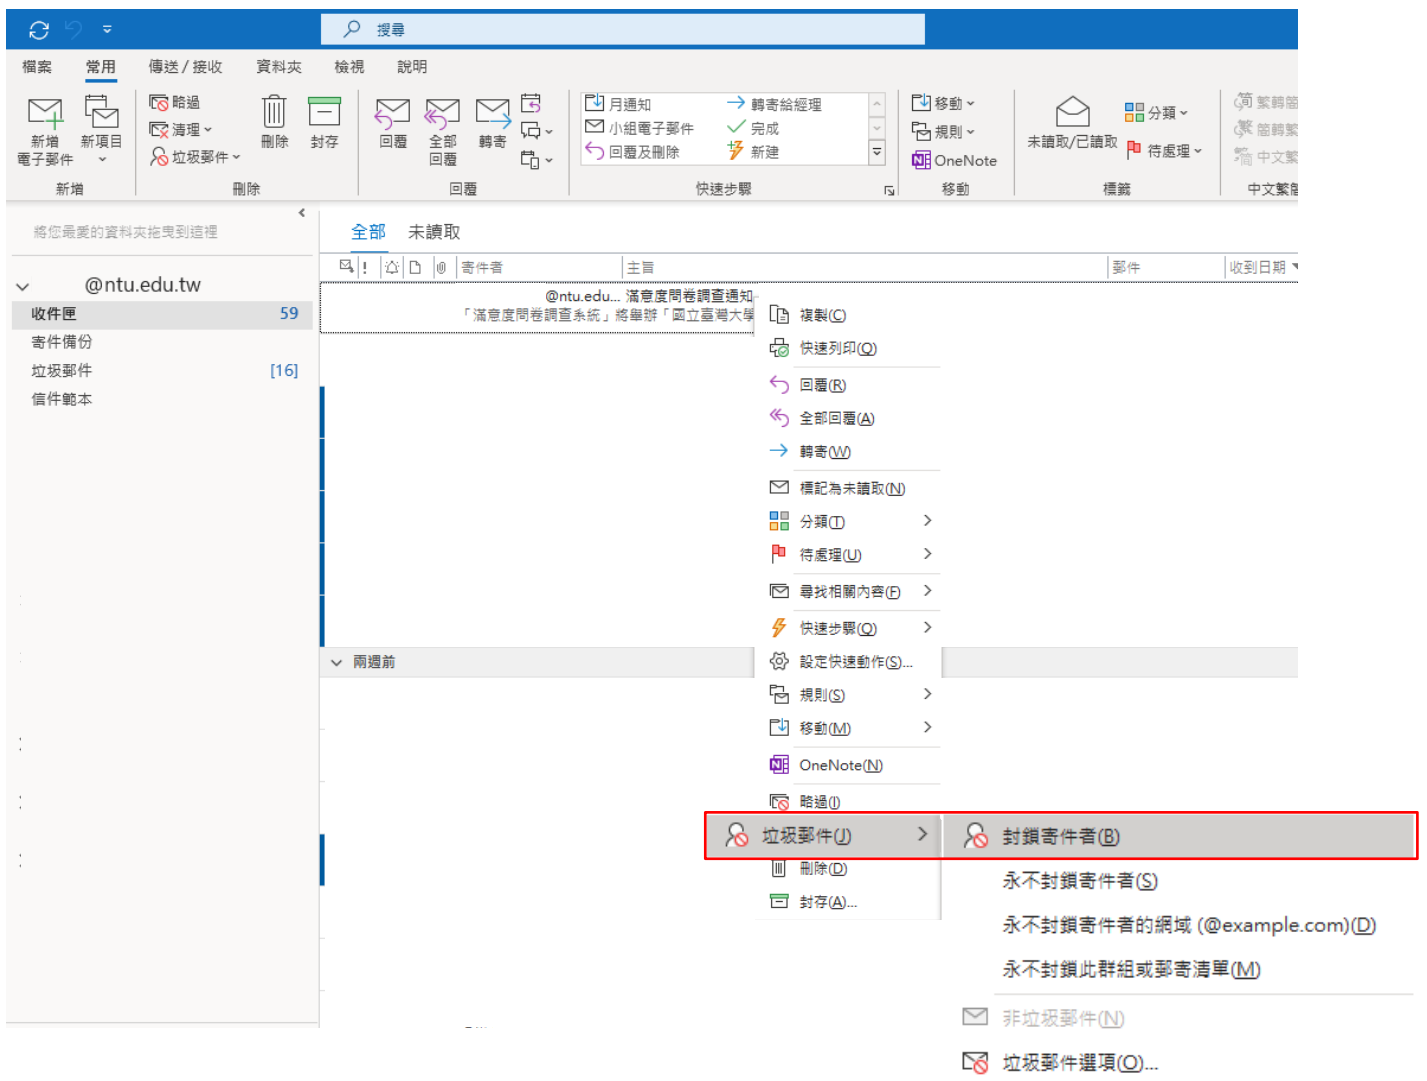 搜尋
檔案 常用 傳送 / 接收 資料夾 檢視 說明
新增
電子郵件
新項目
略過
清理
垃圾郵件
刪除
封存
回覆
全部
回覆
轉寄
月通知
小組電子郵件
回覆及刪除
轉寄給經理
完成
新建
移動
規則
OneNote
未讀取/已讀取
分類
待處理
繁轉簡
簡轉繁
中文繁
新增 刪除 回覆 快速步驟 移動 標籤 中文繁簡
將您最愛的資料夾拖曳到這裡
@ntu.edu.tw
收件匣 59
寄件備份
垃圾郵件 [16]
信件範本
全部 未讀取
寄件者 主旨 郵件 收到日期
@ntu.edu... 滿意度問卷調查通知
「滿意度問卷調查系統」將舉辦「國立臺灣大學
兩週前
複製(C)
快速列印(Q)
回覆(R)
全部回覆(A)
轉寄(W)
標記為未讀取(N)
分類(T)
待處理(U)
尋找相關內容(F)
快速步驟(Q)
設定快速動作(S)...
規則(S)
移動(M)
OneNote(N)
略過(I)
垃圾郵件(J)
刪除(D)
封存(A)...
封鎖寄件者(B)
永不封鎖寄件者(S)
永不封鎖寄件者的網域 (@example.com)(D)
永不封鎖此群組或郵寄清單(M)
非垃圾郵件(N)
垃圾郵件選項(O)...